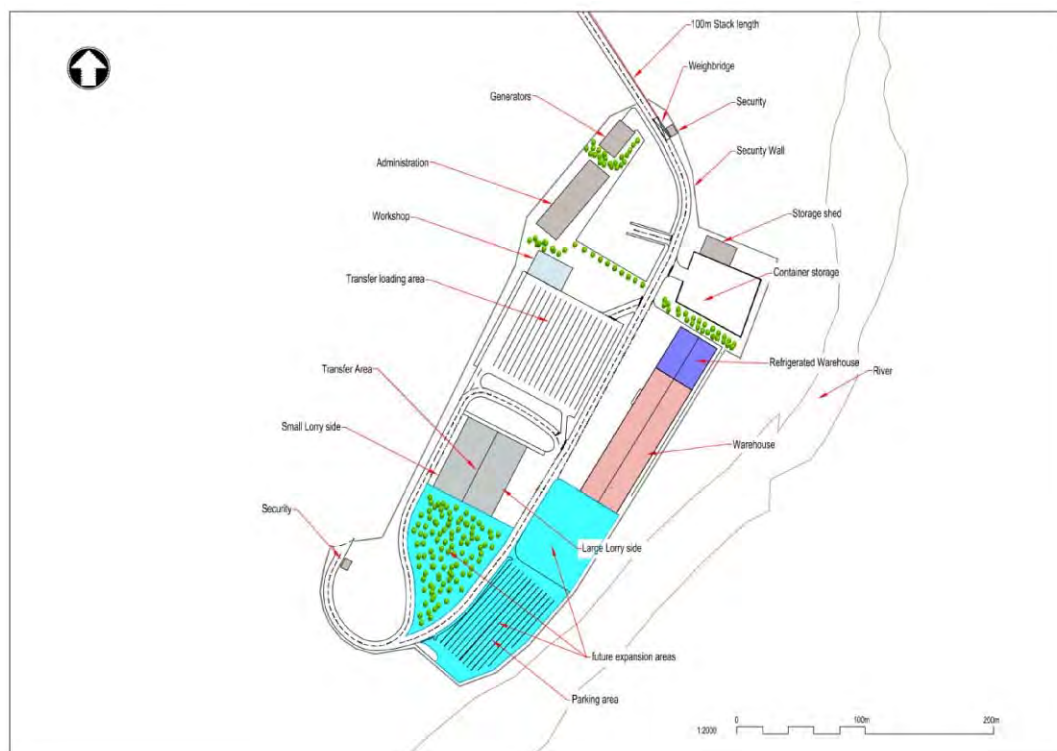 100m Stack length
Weighbridge
Generators
Security
Administration
Security Wall
Workshop
Storage shed
Transfer loading area
Container storage
Transfer Area
Refrigerated Warehouse
River
Small Lorry side
Warehouse
Security
Large Lorry side
future expansion areas
Parking area
1:2000
0
100m
200m